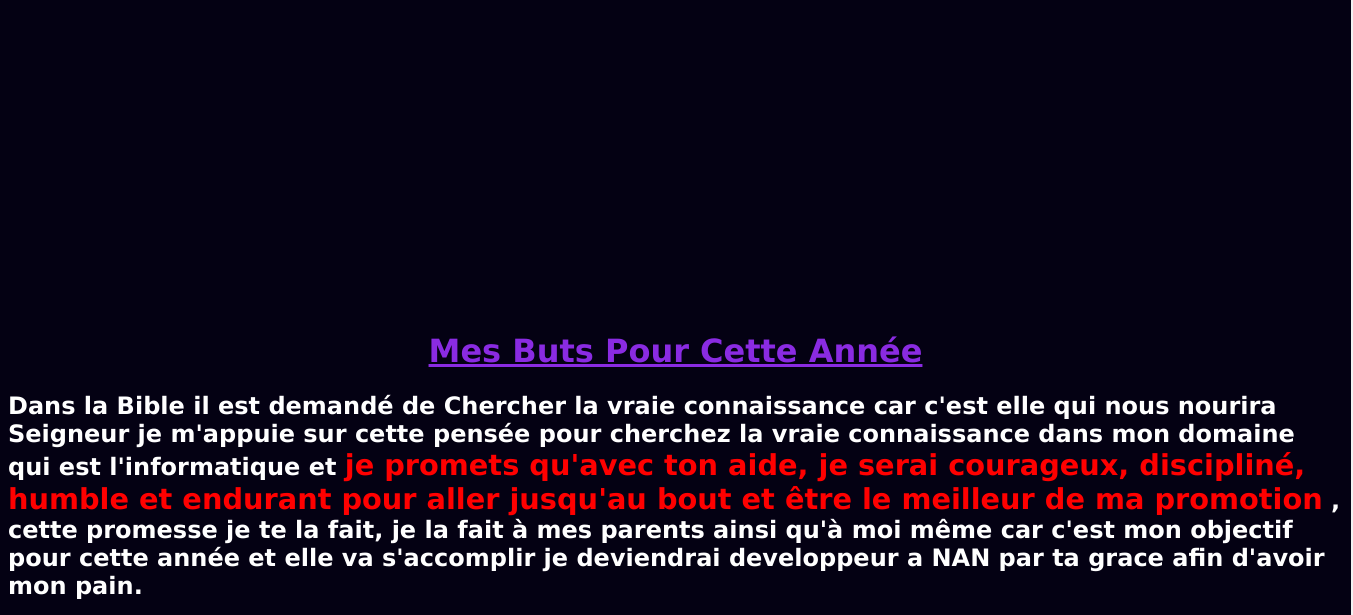 Mes Buts Pour Cette Année
Dans la Bible il est demandé de Chercher la vraie connaissance car c'est elle qui nous nourira
Seigneur je m'appuie sur cette pensée pour cherchez la vraie connaissance dans mon domaine
qui est l'informatique et je promets qu'avec ton aide, je serai courageux, discipliné,
humble et endurant pour aller jusqu'au bout et être le meilleur de ma promotion ,
cette promesse je te la fait, je la fait à mes parents ainsi qu'à moi même car c'est mon objectif
pour cette année et elle va s'accomplir je deviendrai developpeur a NAN par ta grace afin d'avoir
mon pain.